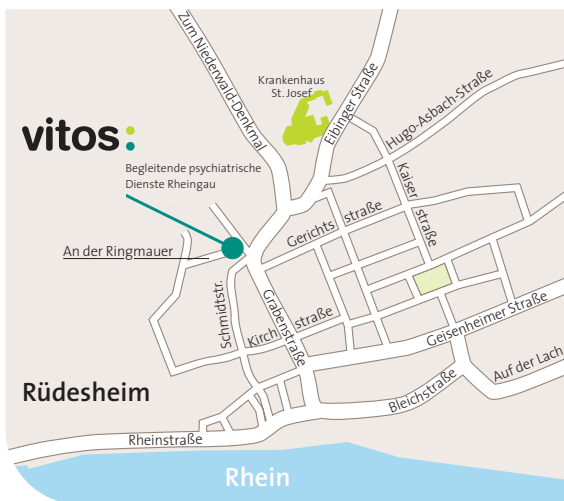 Zum Niederwald-Denkmal
Krankenhaus
St. Josef
Eibinger Straße
Hugo-Asbach-Straße
vitos:
Begleitende psychiatrische
Dienste Rheingau
Kaiser
straße
Gerichts
straße
An der Ringmauer
Schmidtstr.
Grabenstraße
Kirch
straße
Geisenheimer Straße
Rüdesheim
Bleichstraße
Auf der Lach
Rheinstraße
Rhein